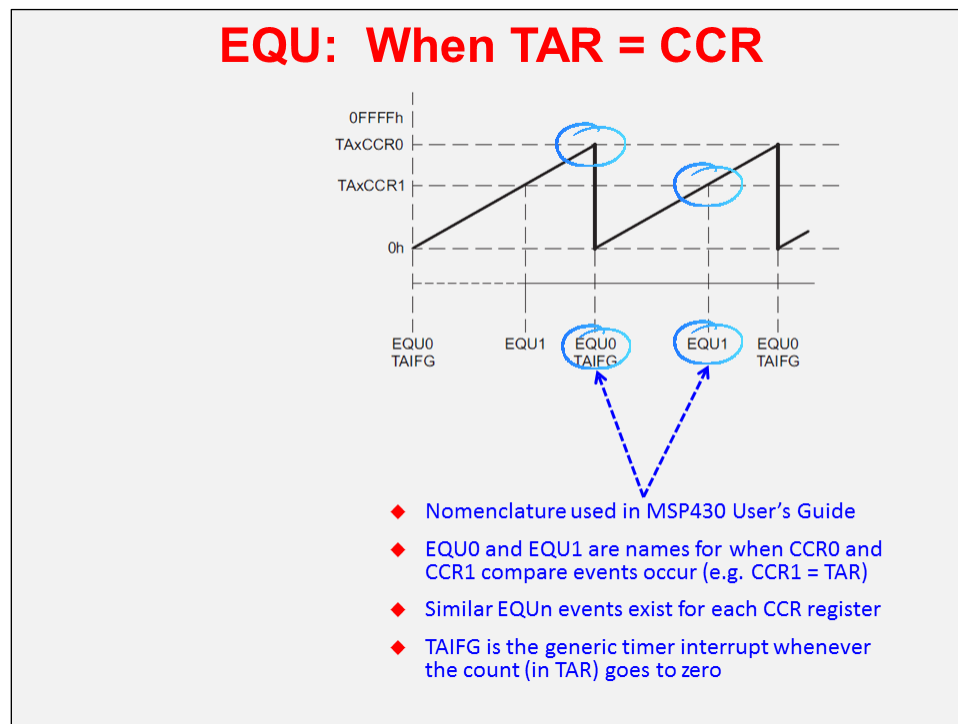 EQU: When TAR = CCR
0FFFFh
TAxCCR0
TAxCCR1
0h
EQU0 EQU1 EQU0 EQU1 EQU0
TAIFG TAIFG TAIFG
Nomenclature used in MSP430 User's Guide
EQU0 and EQU1 are names for when CCR0 and
CCR1 compare events occur (e.g. CCR1 = TAR)
Similar EQUn events exist for each CCR register
TAIFG is the generic timer interrupt whenever
the count (in TAR) goes to zero